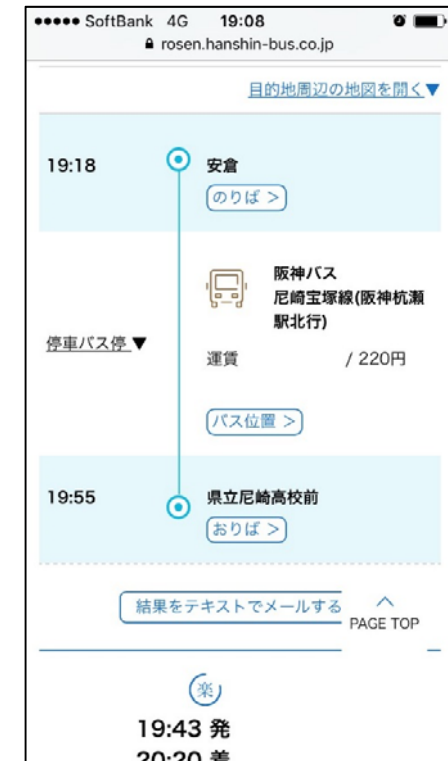 ●●●●● SoftBank 4G 19:08
rosen.hanshin-bus.co.jp
目的地周辺の地図を開く▼
19:18 安倉
のりば >
阪神バス
尼崎宝塚線(阪神杭瀬
駅北行)
停車バス停 ▼
運賃 / 220円
バス位置 >
19:55 県立尼崎高校前
おりば >
結果をテキストでメールする
PAGE TOP
楽
19:43 発
20:20 着